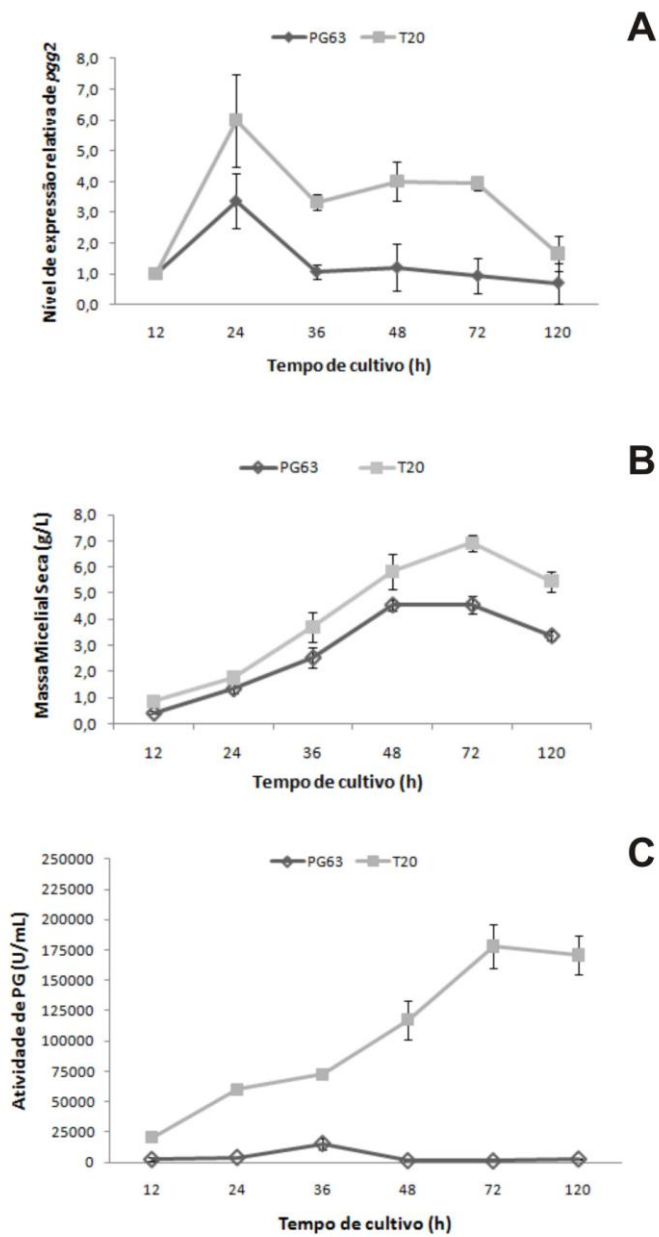 A
PG63 T20
Nível de expressão relativa de pgg2
8,0
7,0
6,0
5,0
4,0
3,0
2,0
1,0
0,0
12 24 36 48 72 120
Tempo de cultivo (h)
B
PG63 T20
Massa Micelial Seca (g/L)
8,0
7,0
6,0
5,0
4,0
3,0
2,0
1,0
0,0
12 24 36 48 72 120
Tempo de cultivo (h)
C
PG63 T20
Atividade de PG (U/mL)
250000
225000
200000
175000
150000
125000
100000
75000
50000
25000
0
12 24 36 48 72 120
Tempo de cultivo (h)